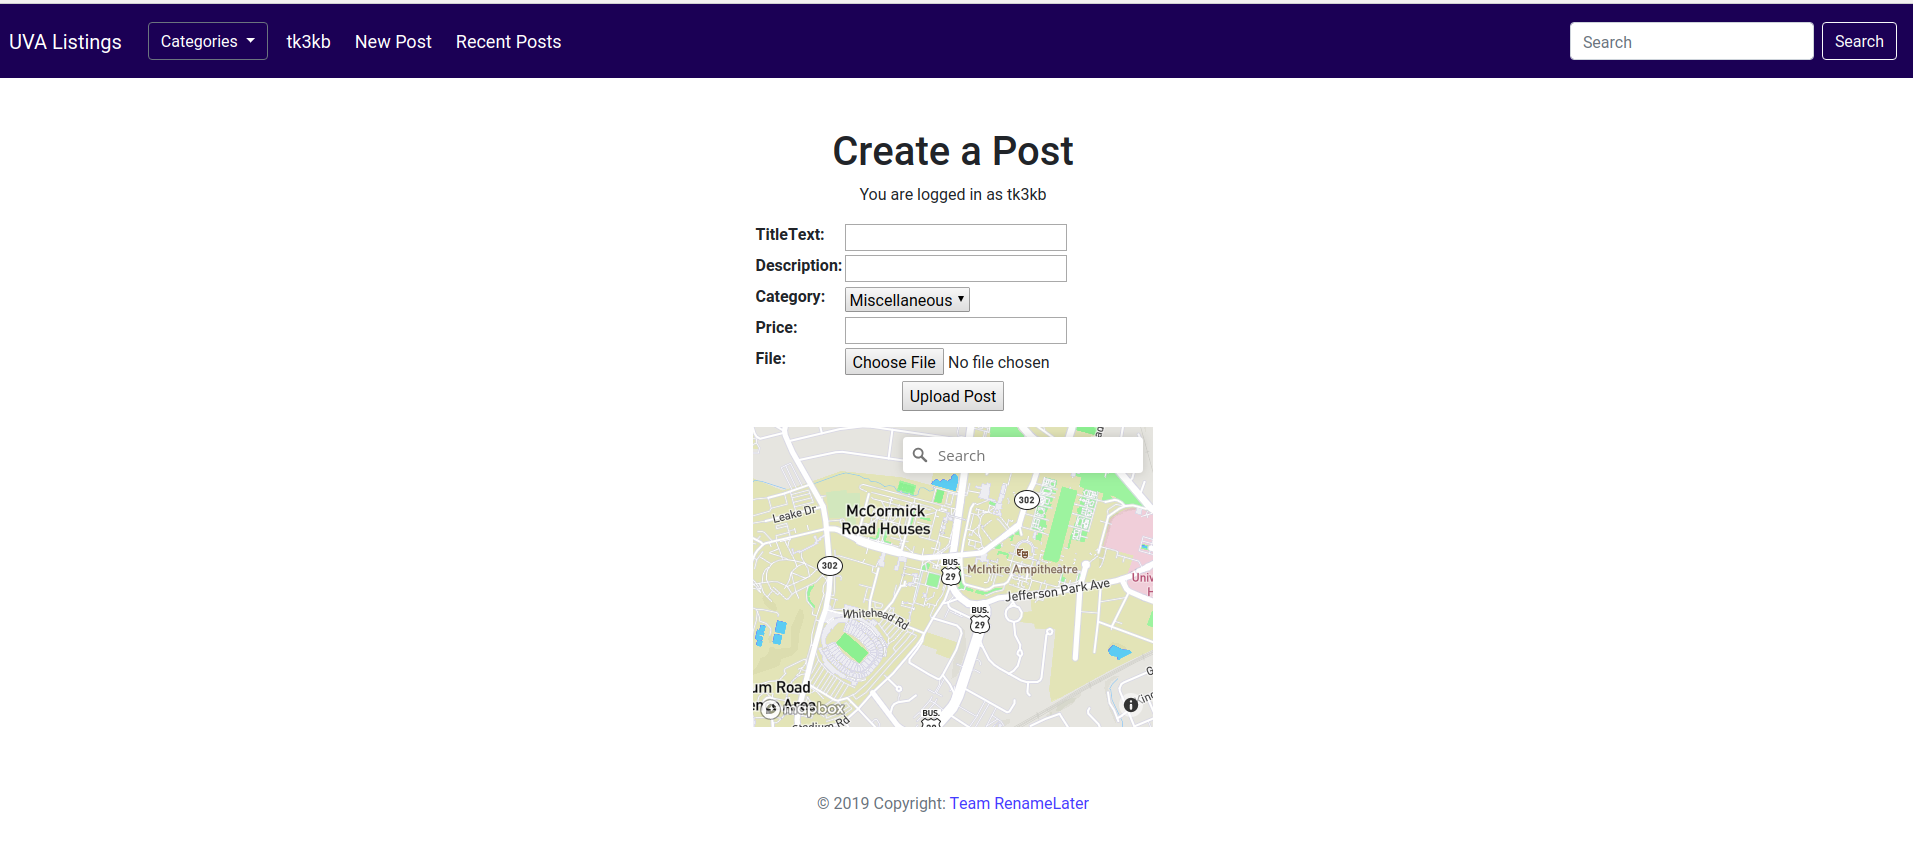 UVA Listings Categories tk3kb New Post Recent Posts Search Search
Create a Post
You are logged in as tk3kb
TitleText:
Description:
Category: Miscellaneous
Price:
File: Choose File No file chosen
Upload Post
Search
302
Leake Dr
McCormick
Road Houses
302
BUS.
29
McIntire Ampitheatre
Jefferson Park Ave
Univ
H
BUS.
29
Whitehead Rd
um Road
mapbox
Stadium Rd
BUS.
29
© 2019 Copyright: Team RenameLater